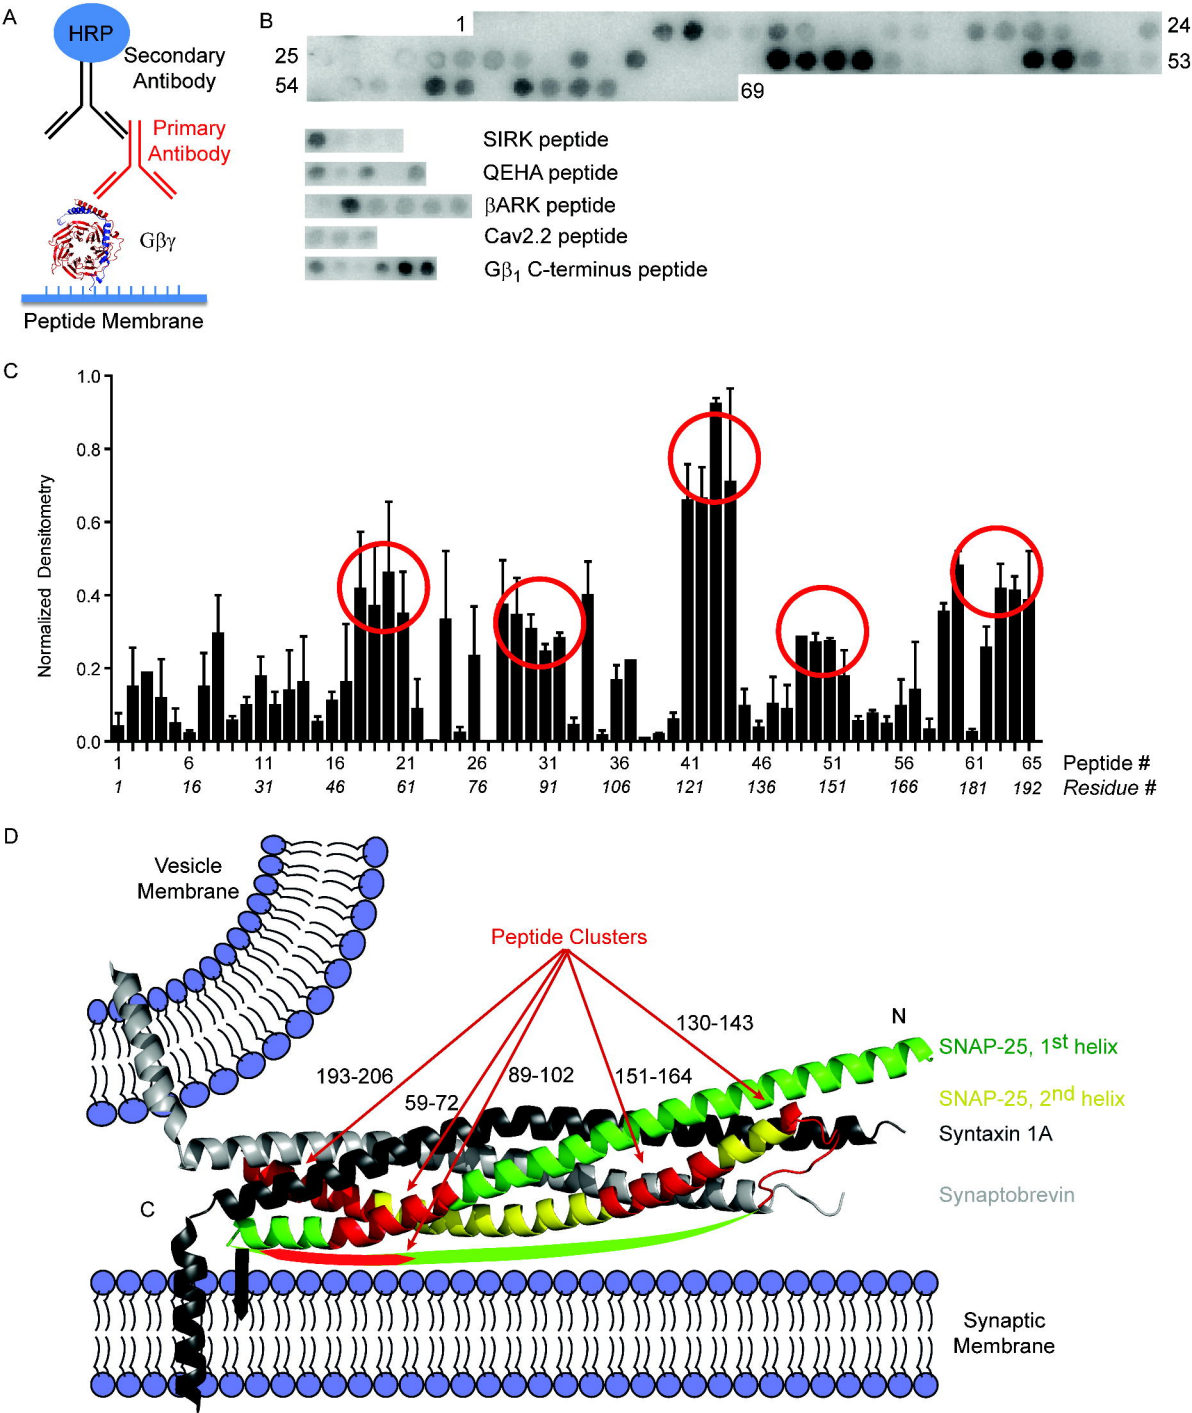 A
HRP
Secondary
Antibody
Primary
Antibody
Gβγ
Peptide Membrane
B
1
24
25
53
54
69
SIRK peptide
QEHA peptide
βARK peptide
Cav2.2 peptide
Gβ1 C-terminus peptide
C
Normalized Densitometry
1.0
0.8
0.6
0.4
0.2
0.0
1 6 11 16 21 26 31 36 41 46 51 56 61 65 Peptide #
1 16 31 46 61 76 91 106 121 136 151 166 181 192 Residue #
D
Vesicle
Membrane
Peptide Clusters
130-143
N
SNAP-25, 1st helix
193-206
89-102
151-164
59-72
SNAP-25, 2nd helix
Syntaxin 1A
Synaptobrevin
C
Synaptic
Membrane